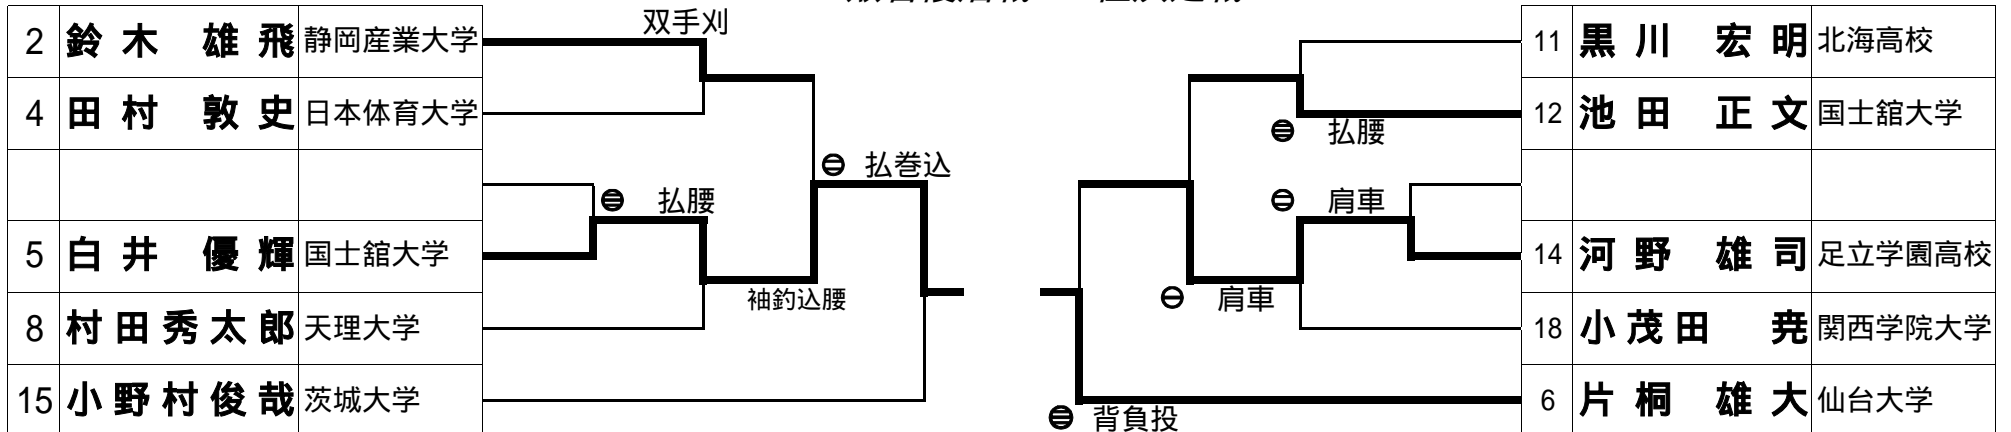 双手刈
2 鈴木 雄飛 静岡産業大学
11 黒川 宏明 北海高校
4 田村 敦史 日本体育大学
12 池田 正文 国士舘大学
払腰
払巻込
払腰
肩車
5 白井 優輝 国士舘大学
14 河野 雄司 足立学園高校
袖釣込腰
肩車
8 村田秀太郎 天理大学
18 小茂田 尭 関西学院大学
15 小野村俊哉 茨城大学
6 片桐 雄大 仙台大学
背負投